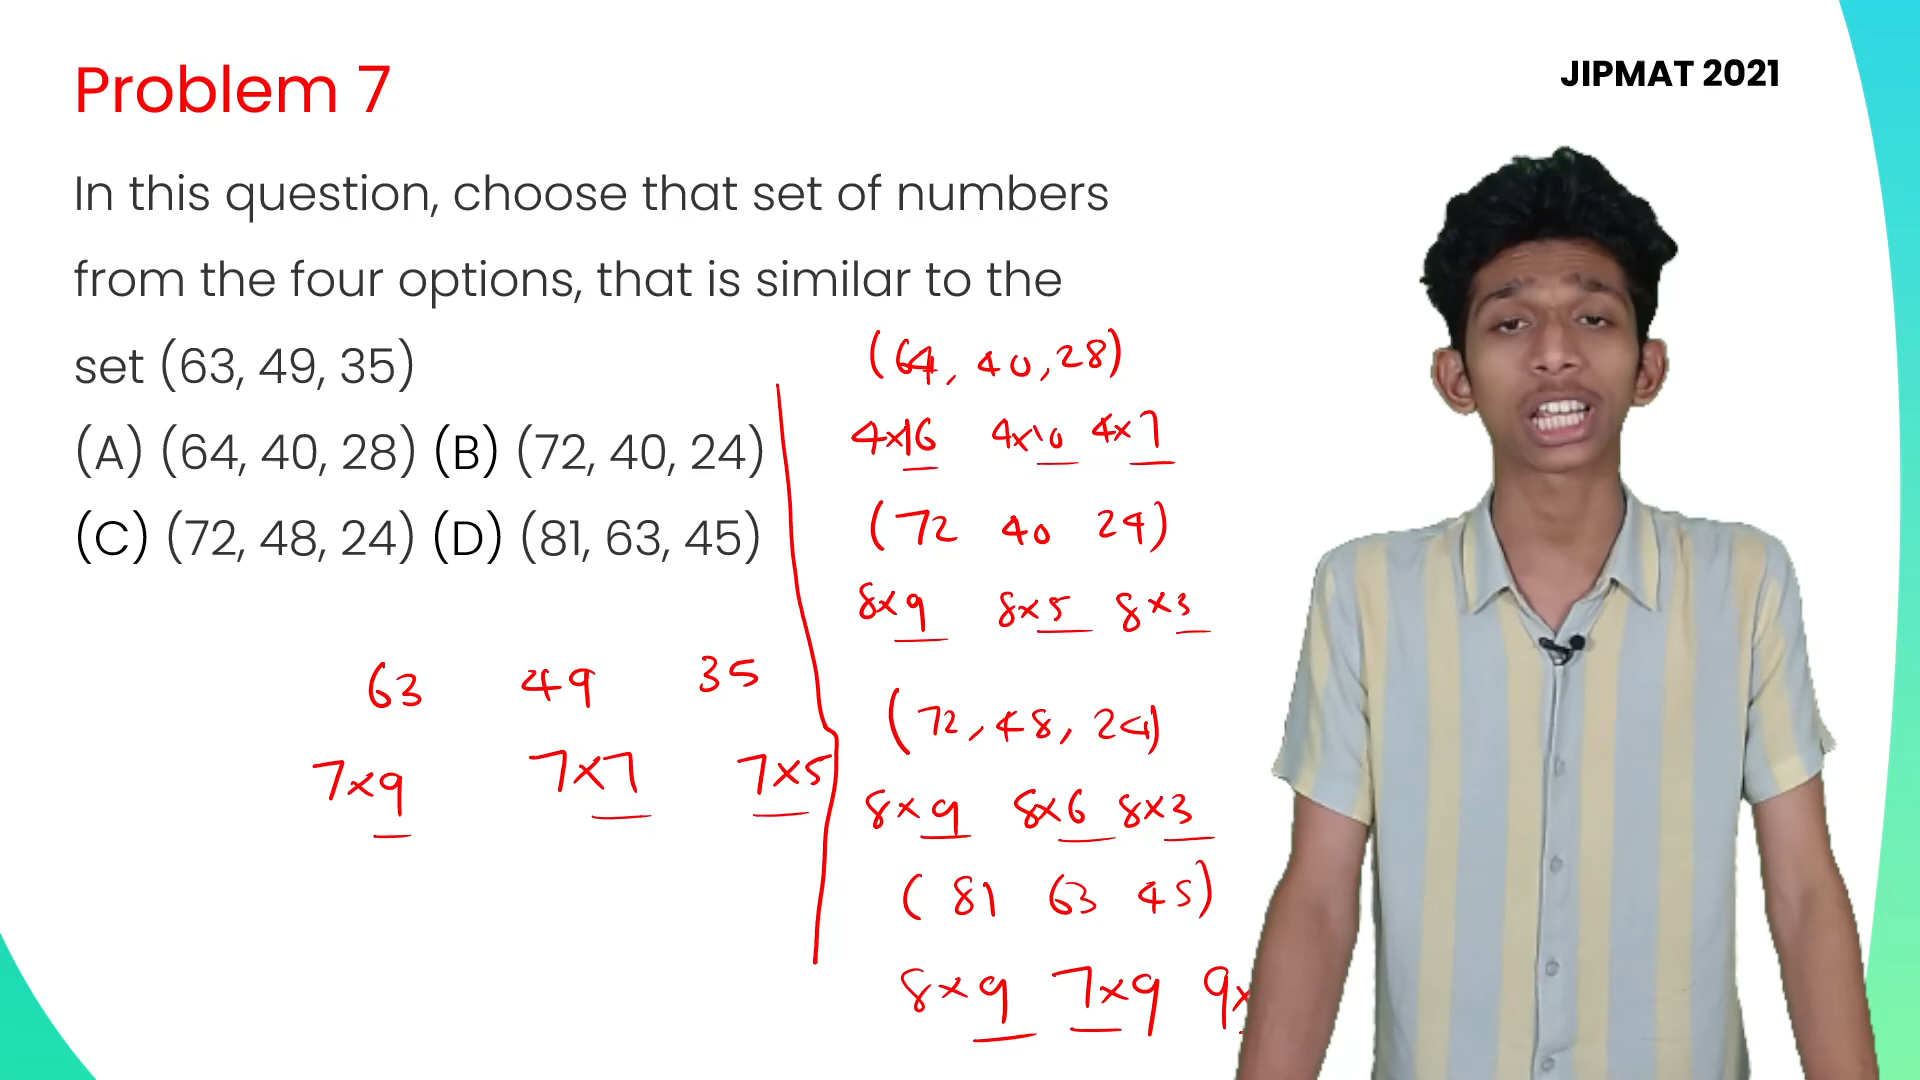 Problem 7
JIPMAT 2021
In this question, choose that set of numbers
from the four options, that is similar to the
set (63, 49, 35)
(A) (64, 40, 28) (B) (72, 40, 24)
(C) (72, 48, 24) (D) (81, 63, 45)
63 49 35
7×9 7×7 7×5
(64, 40, 28)
4×16 4×10 4×7
(72 40 24)
8×9 8×5 8×3
(72, 48, 24)
8×9 8×6 8×3
(81 63 45)
8×9 7×9 9×